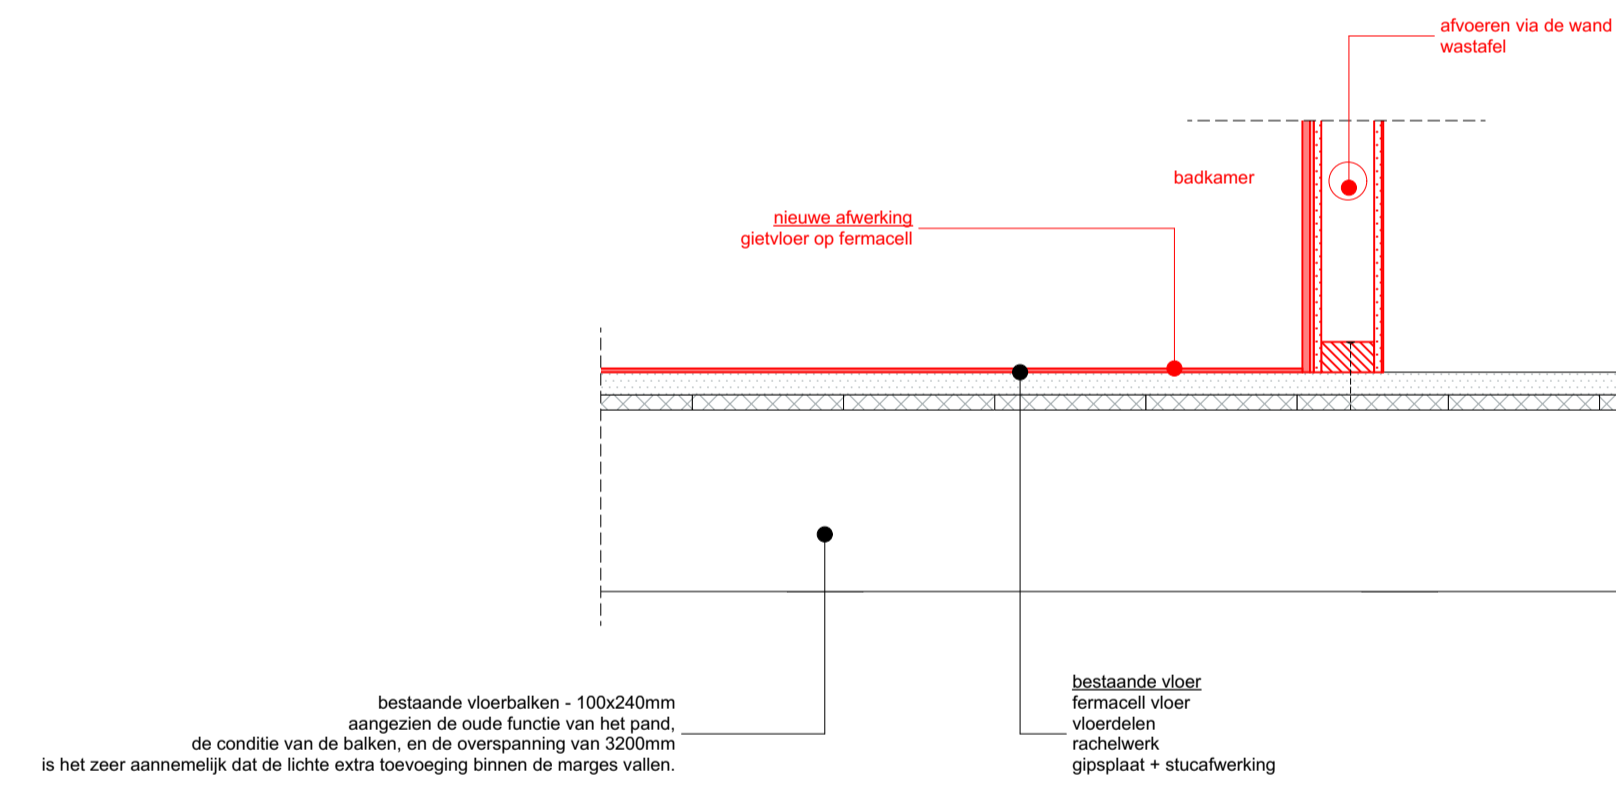 afvoeren via de wand
wastafel
badkamer
nieuwe afwerking
gietvloer op fermacell
bestaande vloerbalken - 100x240mm
aangezien de oude functie van het pand,
de conditie van de balken, en de overspanning van 3200mm
is het zeer aannemelijk dat de lichte extra toevoeging binnen de marges vallen.
bestaande vloer
fermacell vloer
vloerdelen
rachelwerk
gipsplaat + stucafwerking